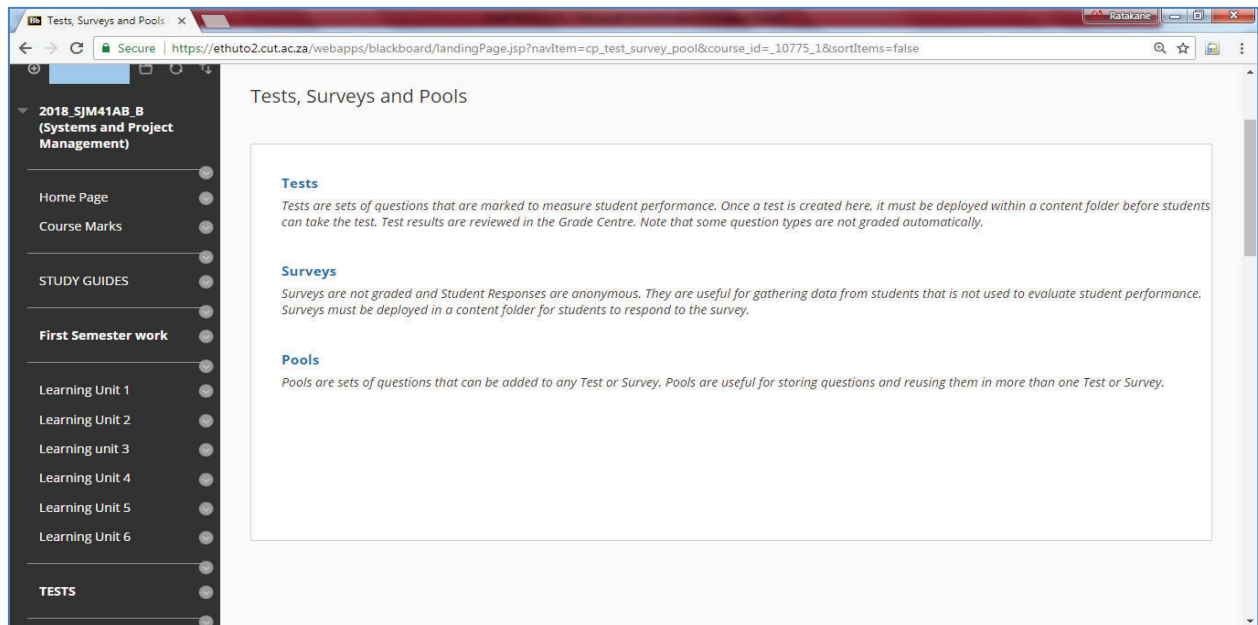 Tests, Surveys and Pools
Ratakane
Secure | https://ethuto2.cut.ac.za/webapps/blackboard/landingPage.jsp?navItem=cp_test_survey_pool&course_id=_10775_1&sortItems=false
2018_SJM41AB_B
(Systems and Project
Management)
Home Page
Course Marks
STUDY GUIDES
First Semester work
Learning Unit 1
Learning Unit 2
Learning unit 3
Learning Unit 4
Learning Unit 5
Learning Unit 6
TESTS
Tests, Surveys and Pools
Tests
Tests are sets of questions that are marked to measure student performance. Once a test is created here, it must be deployed within a content folder before students
can take the test. Test results are reviewed in the Grade Centre. Note that some question types are not graded automatically.
Surveys
Surveys are not graded and Student Responses are anonymous. They are useful for gathering data from students that is not used to evaluate student performance.
Surveys must be deployed in a content folder for students to respond to the survey.
Pools
Pools are sets of questions that can be added to any Test or Survey. Pools are useful for storing questions and reusing them in more than one Test or Survey.